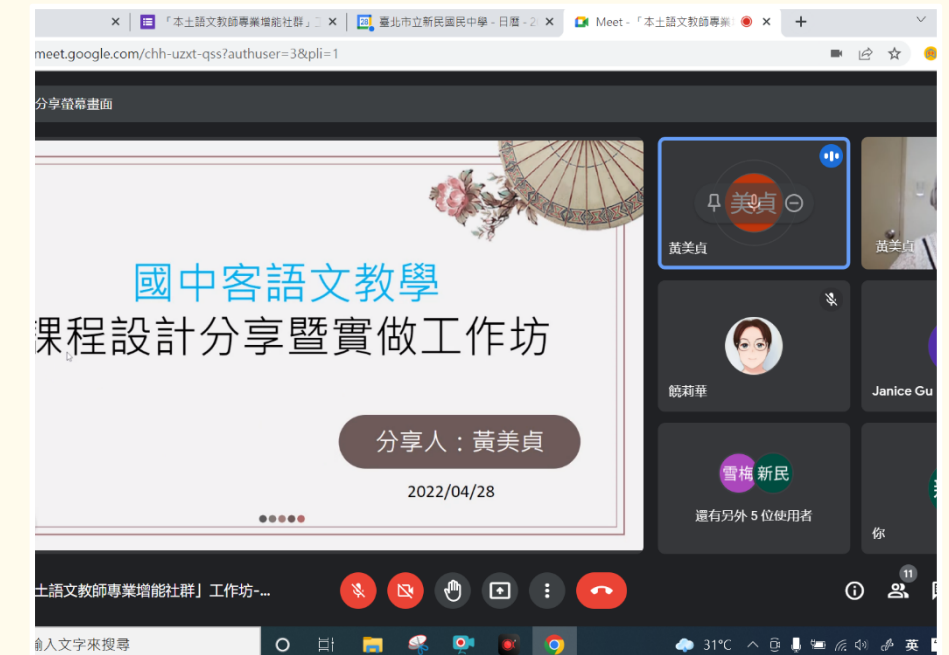 「本土語文教師專業增能社群」
臺北市立新民國民中學 - 日曆 - 2
Meet - 「本土語文教師專業
meet.google.com/chh-uzxt-qss?authuser=3&pli=1
分享螢幕畫面
國中客語文教學
課程設計分享暨實做工作坊
分享人：黃美貞
2022/04/28
美貞
黃美貞
黃美貞
饒莉華
Janice Gu
雪梅
新民
還有另外 5 位使用者
你
土語文教師專業增能社群」工作坊-...
11
輸入文字來搜尋
31°C
英